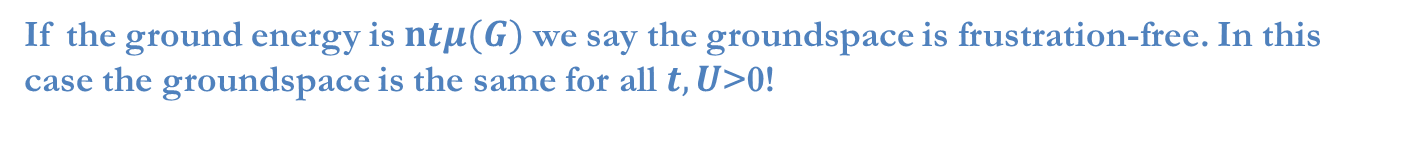 If the ground energy is ntμ(G) we say the groundspace is frustration-free. In this
case the groundspace is the same for all t, U>0!